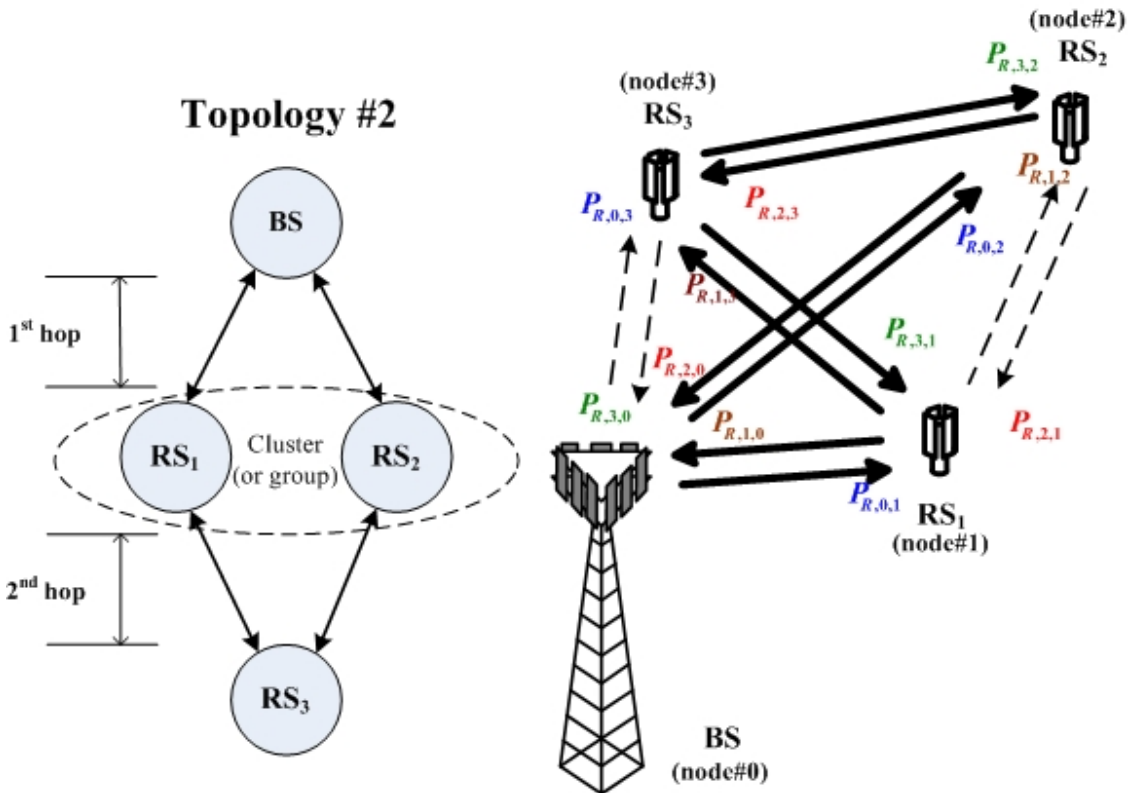 Topology #2
BS
1st hop
RS1
Cluster
(or group)
RS2
2nd hop
RS3
(node#2)
RS2
PR,3,2
(node#3)
RS3
PR,1,2
PR,0,3
PR,2,3
PR,0,2
PR,1,3
PR,3,1
PR,2,0
PR,3,0
PR,1,0
PR,2,1
PR,0,1
RS1
(node#1)
BS
(node#0)